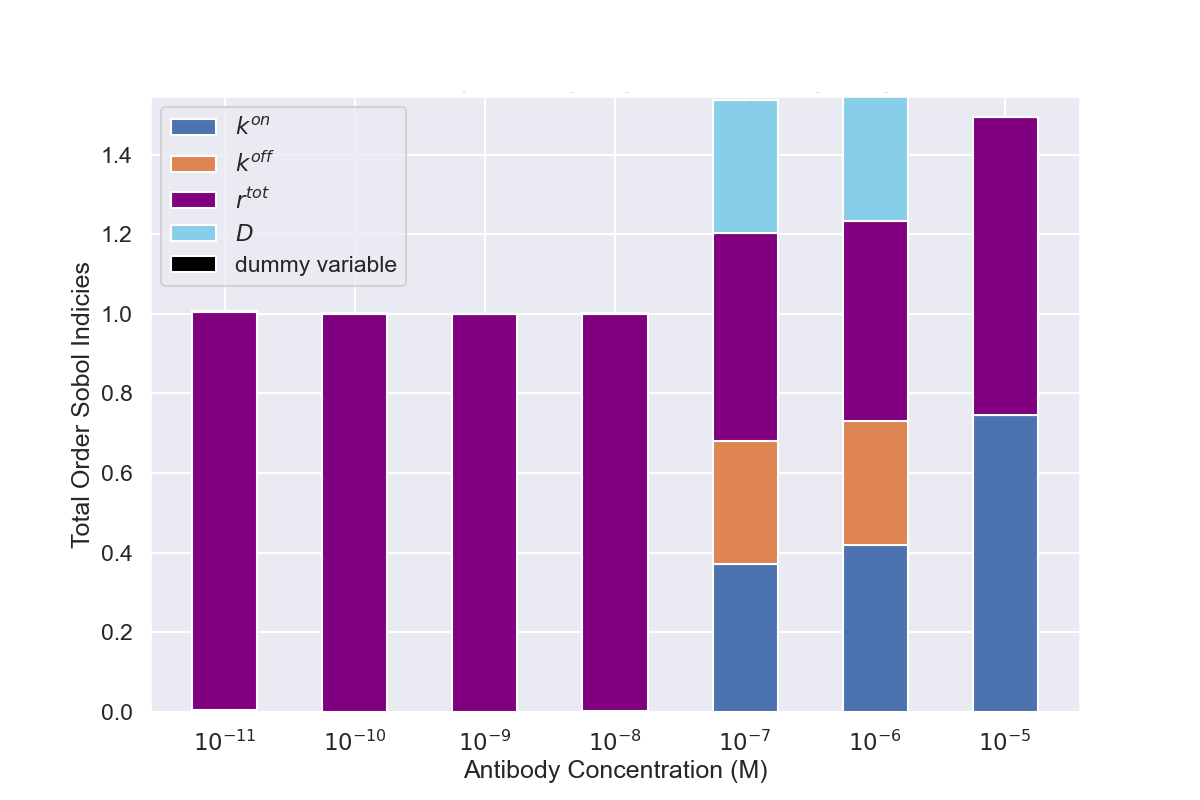 k^on
k^off
r^tot
D
dummy variable
Total Order Sobol Indicies
1.4
1.2
1.0
0.8
0.6
0.4
0.2
0.0
10^−11 10^−10 10^−9 10^−8 10^−7 10^−6 10^−5
Antibody Concentration (M)